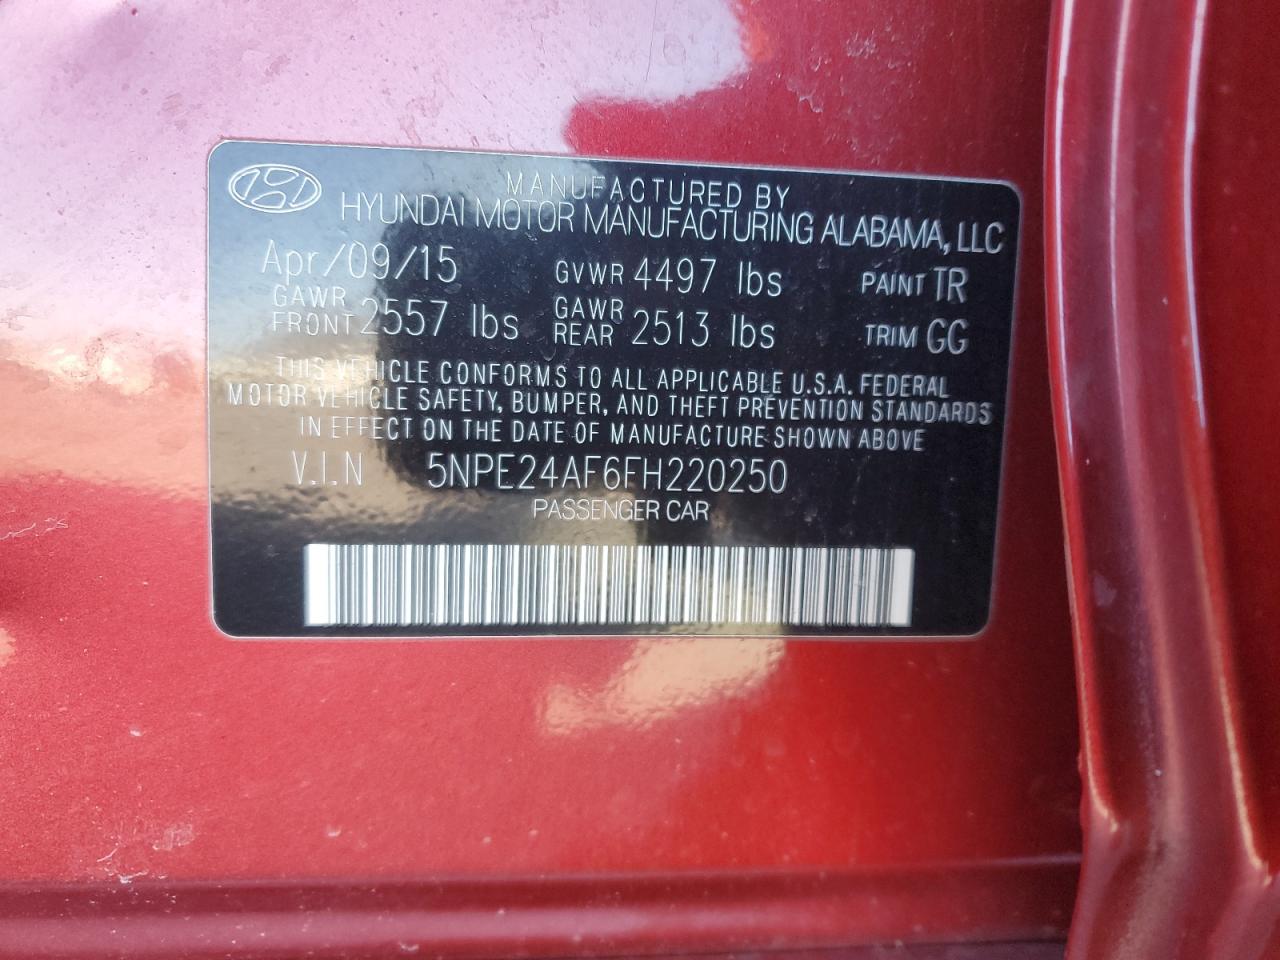 MANUFACTURED BY
HYUNDAI MOTOR MANUFACTURING ALABAMA, LLC
Apr/09/15 GVWR 4497 lbs PAINT TR
GAWR FRONT 2557 lbs GAWR REAR 2513 lbs TRIM GG
THIS VEHICLE CONFORMS TO ALL APPLICABLE U.S.A. FEDERAL
MOTOR VEHICLE SAFETY, BUMPER, AND THEFT PREVENTION STANDARDS
IN EFFECT ON THE DATE OF MANUFACTURE SHOWN ABOVE
V.I.N 5NPE24AF6FH220250
PASSENGER CAR